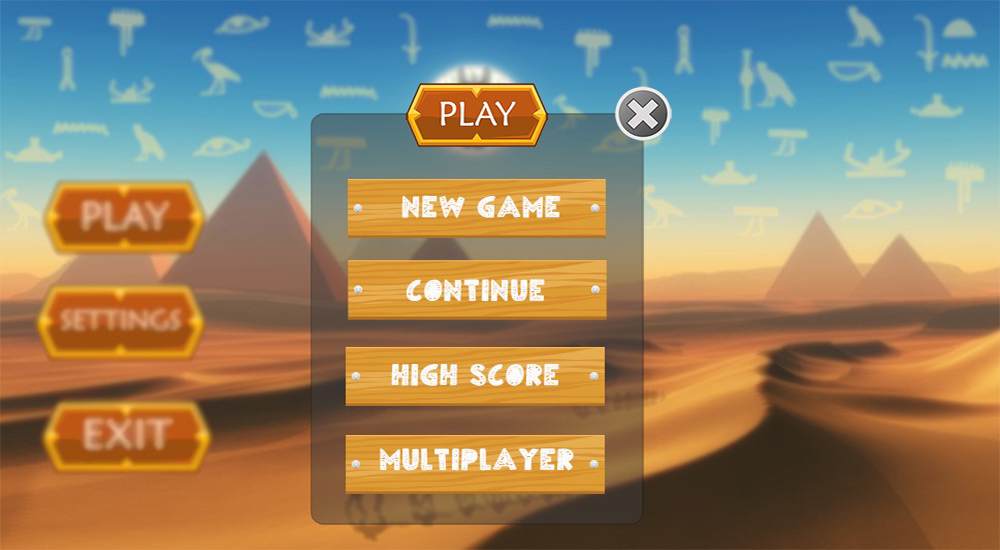 PLAY
NEW GAME
CONTINUE
HIGH SCORE
MULTIPLAYER
PLAY
SETTINGS
EXIT